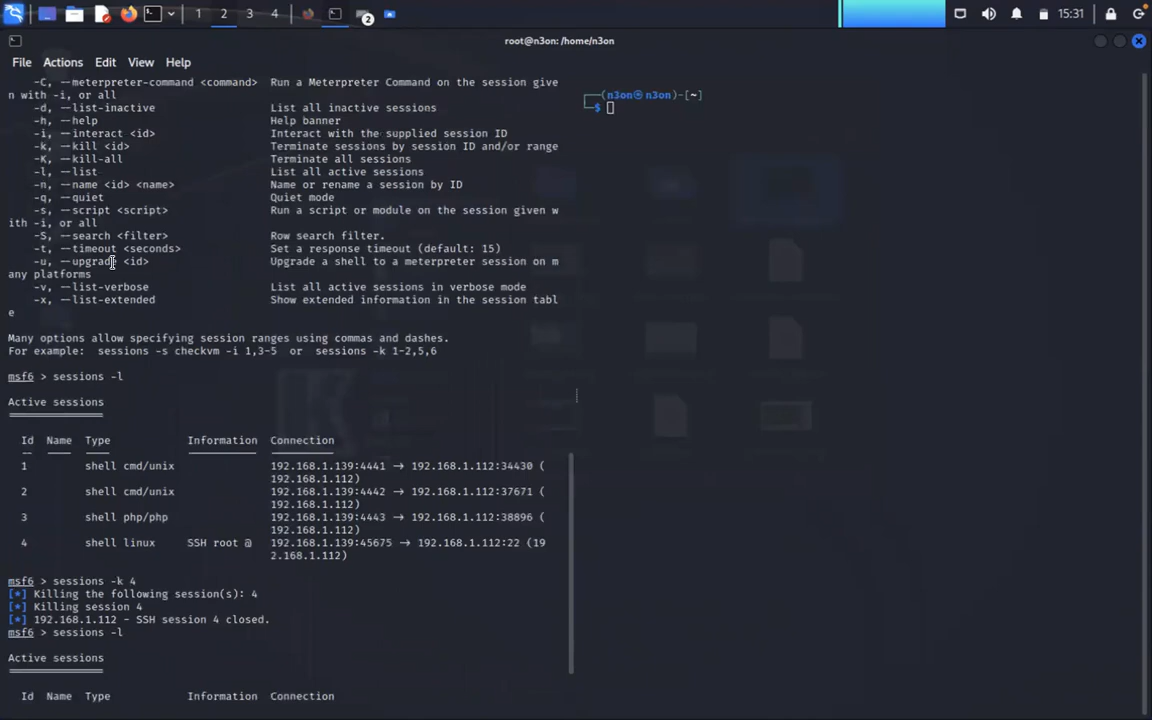 1 2 3 4 2 15:31
root@n3on: /home/n3on
File Actions Edit View Help
-C, --meterpreter-command <command> Run a Meterpreter Command on the session give
n with -i, or all
-d, --list-inactive List all inactive sessions
-h, --help Help banner
-i, --interact <id> Interact with the supplied session ID
-k, --kill <id> Terminate sessions by session ID and/or range
-K, --kill-all Terminate all sessions
-l, --list List all active sessions
-n, --name <id> <name> Name or rename a session by ID
-q, --quiet Quiet mode
-s, --script <script> Run a script or module on the session given w
ith -i, or all
-S, --search <filter> Row search filter.
-t, --timeout <seconds> Set a response timeout (default: 15)
-u, --upgrade <id> Upgrade a shell to a meterpreter session on m
any platforms
-v, --list-verbose List all active sessions in verbose mode
-x, --list-extended Show extended information in the session tabl
e
Many options allow specifying session ranges using commas and dashes.
For example: sessions -s checkvm -i 1,3-5 or sessions -k 1-2,5,6
msf6 > sessions -l
Active sessions
===============
Id Name Type Information Connection
-- ---- ---- ----------- ----------
1 shell cmd/unix 192.168.1.139:4441 -> 192.168.1.112:34430 (
192.168.1.112)
2 shell cmd/unix 192.168.1.139:4442 -> 192.168.1.112:37671 (
192.168.1.112)
3 shell php/php 192.168.1.139:4443 -> 192.168.1.112:38896 (
192.168.1.112)
4 shell linux SSH root @ 192.168.1.139:45675 -> 192.168.1.112:22 (19
2.168.1.112)
msf6 > sessions -k 4
[*] Killing the following session(s): 4
[*] Killing session 4
[*] 192.168.1.112 - SSH session 4 closed.
msf6 > sessions -l
Active sessions
===============
Id Name Type Information Connection
┌──(n3on㉿n3on)-[~]
└─$